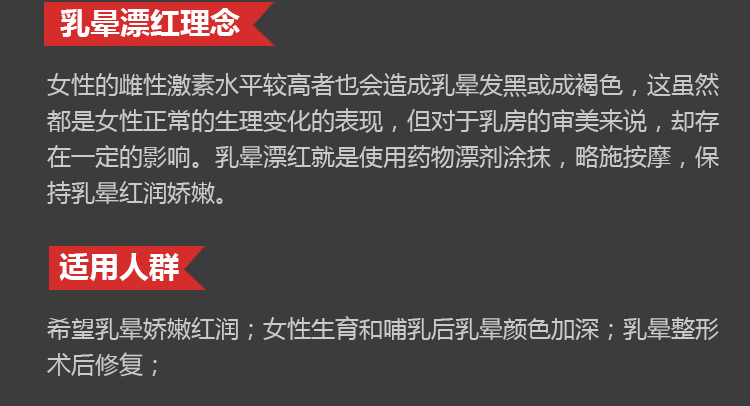 乳晕漂红理念
女性的雌性激素水平较高者也会造成乳晕发黑或成褐色，这虽然
都是女性正常的生理变化的表现，但对于乳房的审美来说，却存
在一定的影响。乳晕漂红就是使用药物漂剂涂抹，略施按摩，保
持乳晕红润娇嫩。
适用人群
希望乳晕娇嫩红润；女性生育和哺乳后乳晕颜色加深；乳晕整形
术后修复；